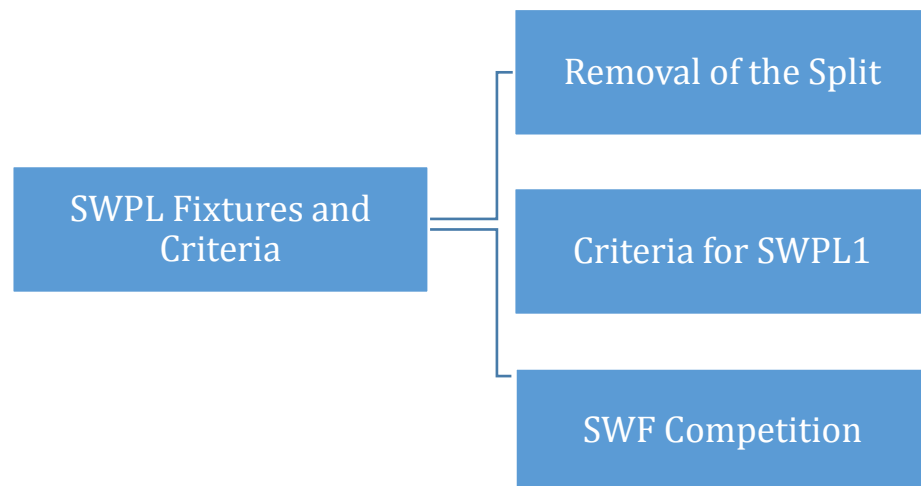 Removal of the Split
SWPL Fixtures and
Criteria
Criteria for SWPL1
SWF Competition